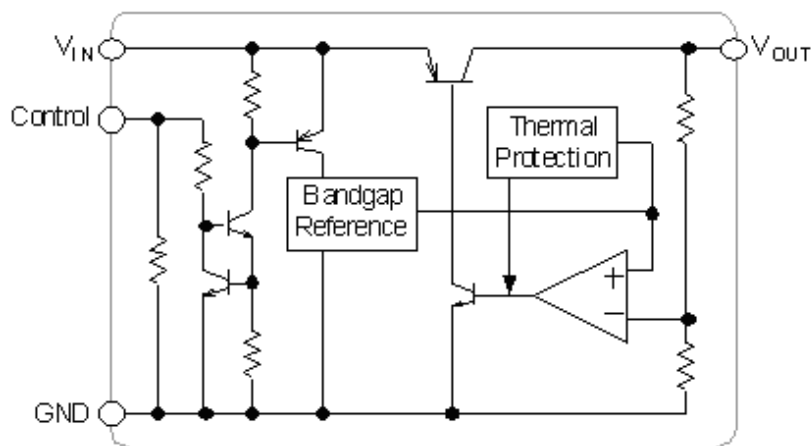 VIN
VOUT
Control
Thermal
Protection
Bandgap
Reference
+
−
GND